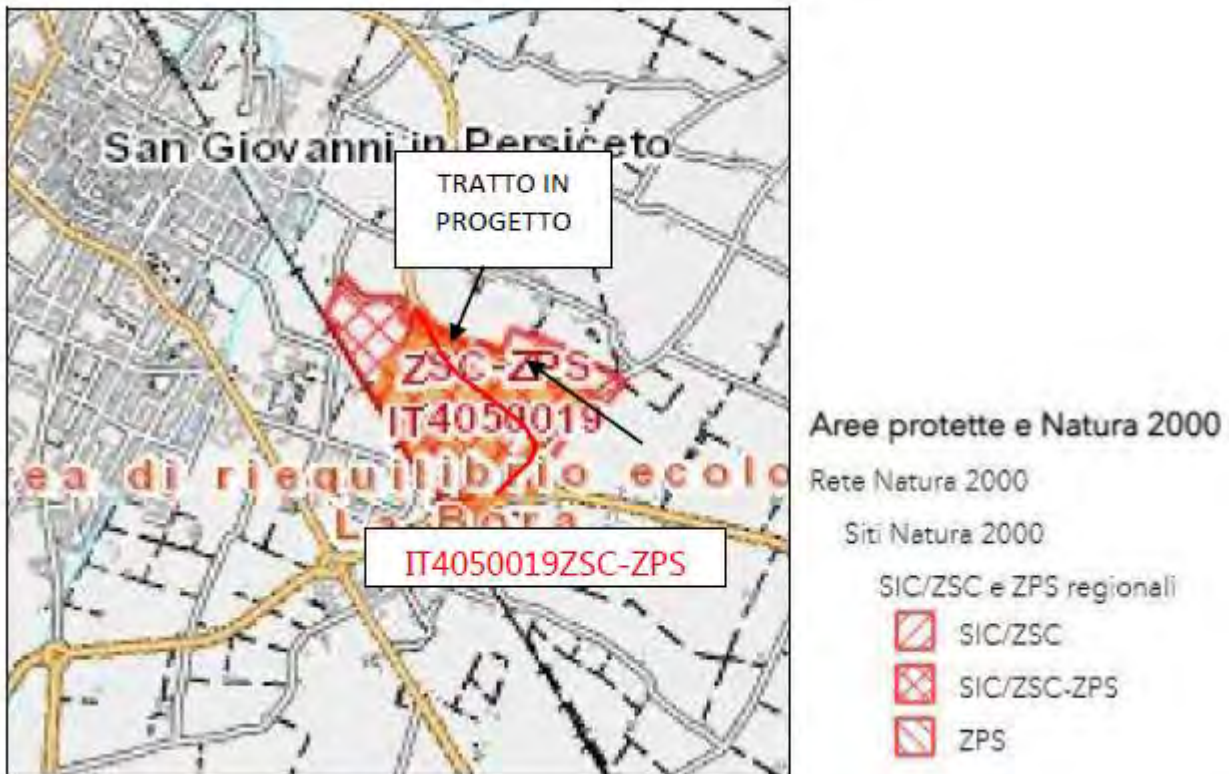 San Giovanni in Persiceto
TRATTO IN
PROGETTO
ZSC-ZPS
IT4050019
ea di riequilibrio ecolo
La Bora
IT4050019ZSC-ZPS
Aree protette e Natura 2000
Rete Natura 2000
Siti Natura 2000
SIC/ZSC e ZPS regionali
SIC/ZSC
SIC/ZSC-ZPS
ZPS